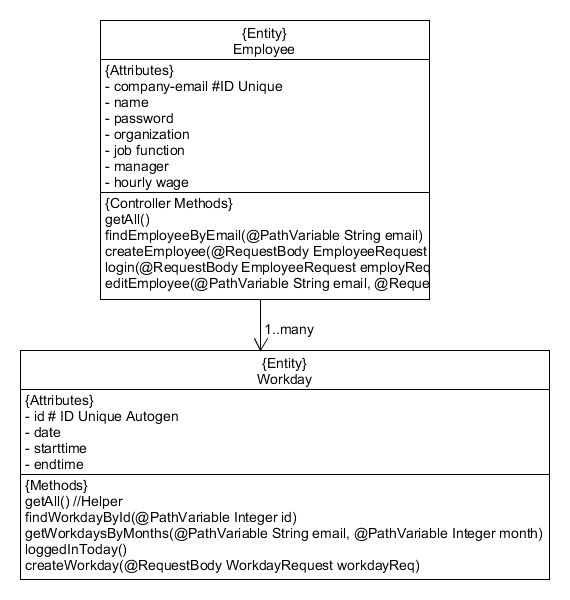 {Entity}
Employee
{Attributes}
- company-email #ID Unique
- name
- password
- organization
- job function
- manager
- hourly wage
{Controller Methods}
getAll()
findEmployeeByEmail(@PathVariable String email)
createEmployee(@RequestBody EmployeeRequest
login(@RequestBody EmployeeRequest employReq
editEmployee(@PathVariable String email, @Reque
1..many
{Entity}
Workday
{Attributes}
- id # ID Unique Autogen
- date
- starttime
- endtime
{Methods}
getAll() //Helper
findWorkdayById(@PathVariable Integer id)
getWorkdaysByMonths(@PathVariable String email, @PathVariable Integer month)
loggedInToday()
createWorkday(@RequestBody WorkdayRequest workdayReq)